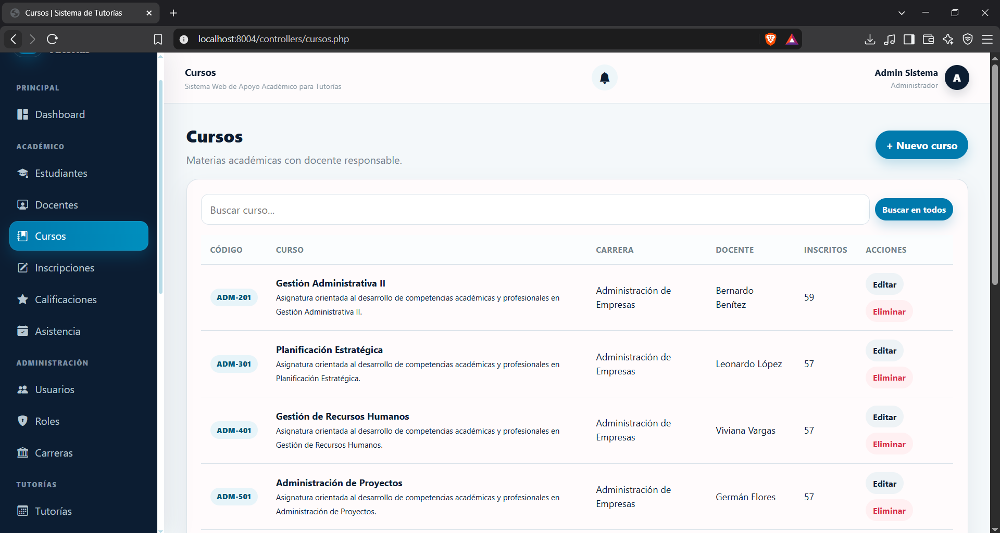 Cursos | Sistema de Tutorías
localhost:8004/controllers/cursos.php
PRINCIPAL
Dashboard
ACADÉMICO
Estudiantes
Docentes
Cursos
Inscripciones
Calificaciones
Asistencia
ADMINISTRACIÓN
Usuarios
Roles
Carreras
TUTORÍAS
Tutorías
Cursos
Sistema Web de Apoyo Académico para Tutorías
Admin Sistema
Administrador
A
Cursos
Materias académicas con docente responsable.
+ Nuevo curso
Buscar curso...
Buscar en todos
CÓDIGO CURSO CARRERA DOCENTE INSCRITOS ACCIONES
ADM-201
Gestión Administrativa II
Asignatura orientada al desarrollo de competencias académicas y profesionales en
Gestión Administrativa II.
Administración de
Empresas
Bernardo
Benítez
59
Editar
Eliminar
ADM-301
Planificación Estratégica
Asignatura orientada al desarrollo de competencias académicas y profesionales en
Planificación Estratégica.
Administración de
Empresas
Leonardo López
57
Editar
Eliminar
ADM-401
Gestión de Recursos Humanos
Asignatura orientada al desarrollo de competencias académicas y profesionales en
Gestión de Recursos Humanos.
Administración de
Empresas
Viviana Vargas
57
Editar
Eliminar
ADM-501
Administración de Proyectos
Asignatura orientada al desarrollo de competencias académicas y profesionales en
Administración de Proyectos.
Administración de
Empresas
Germán Flores
57
Editar
Eliminar